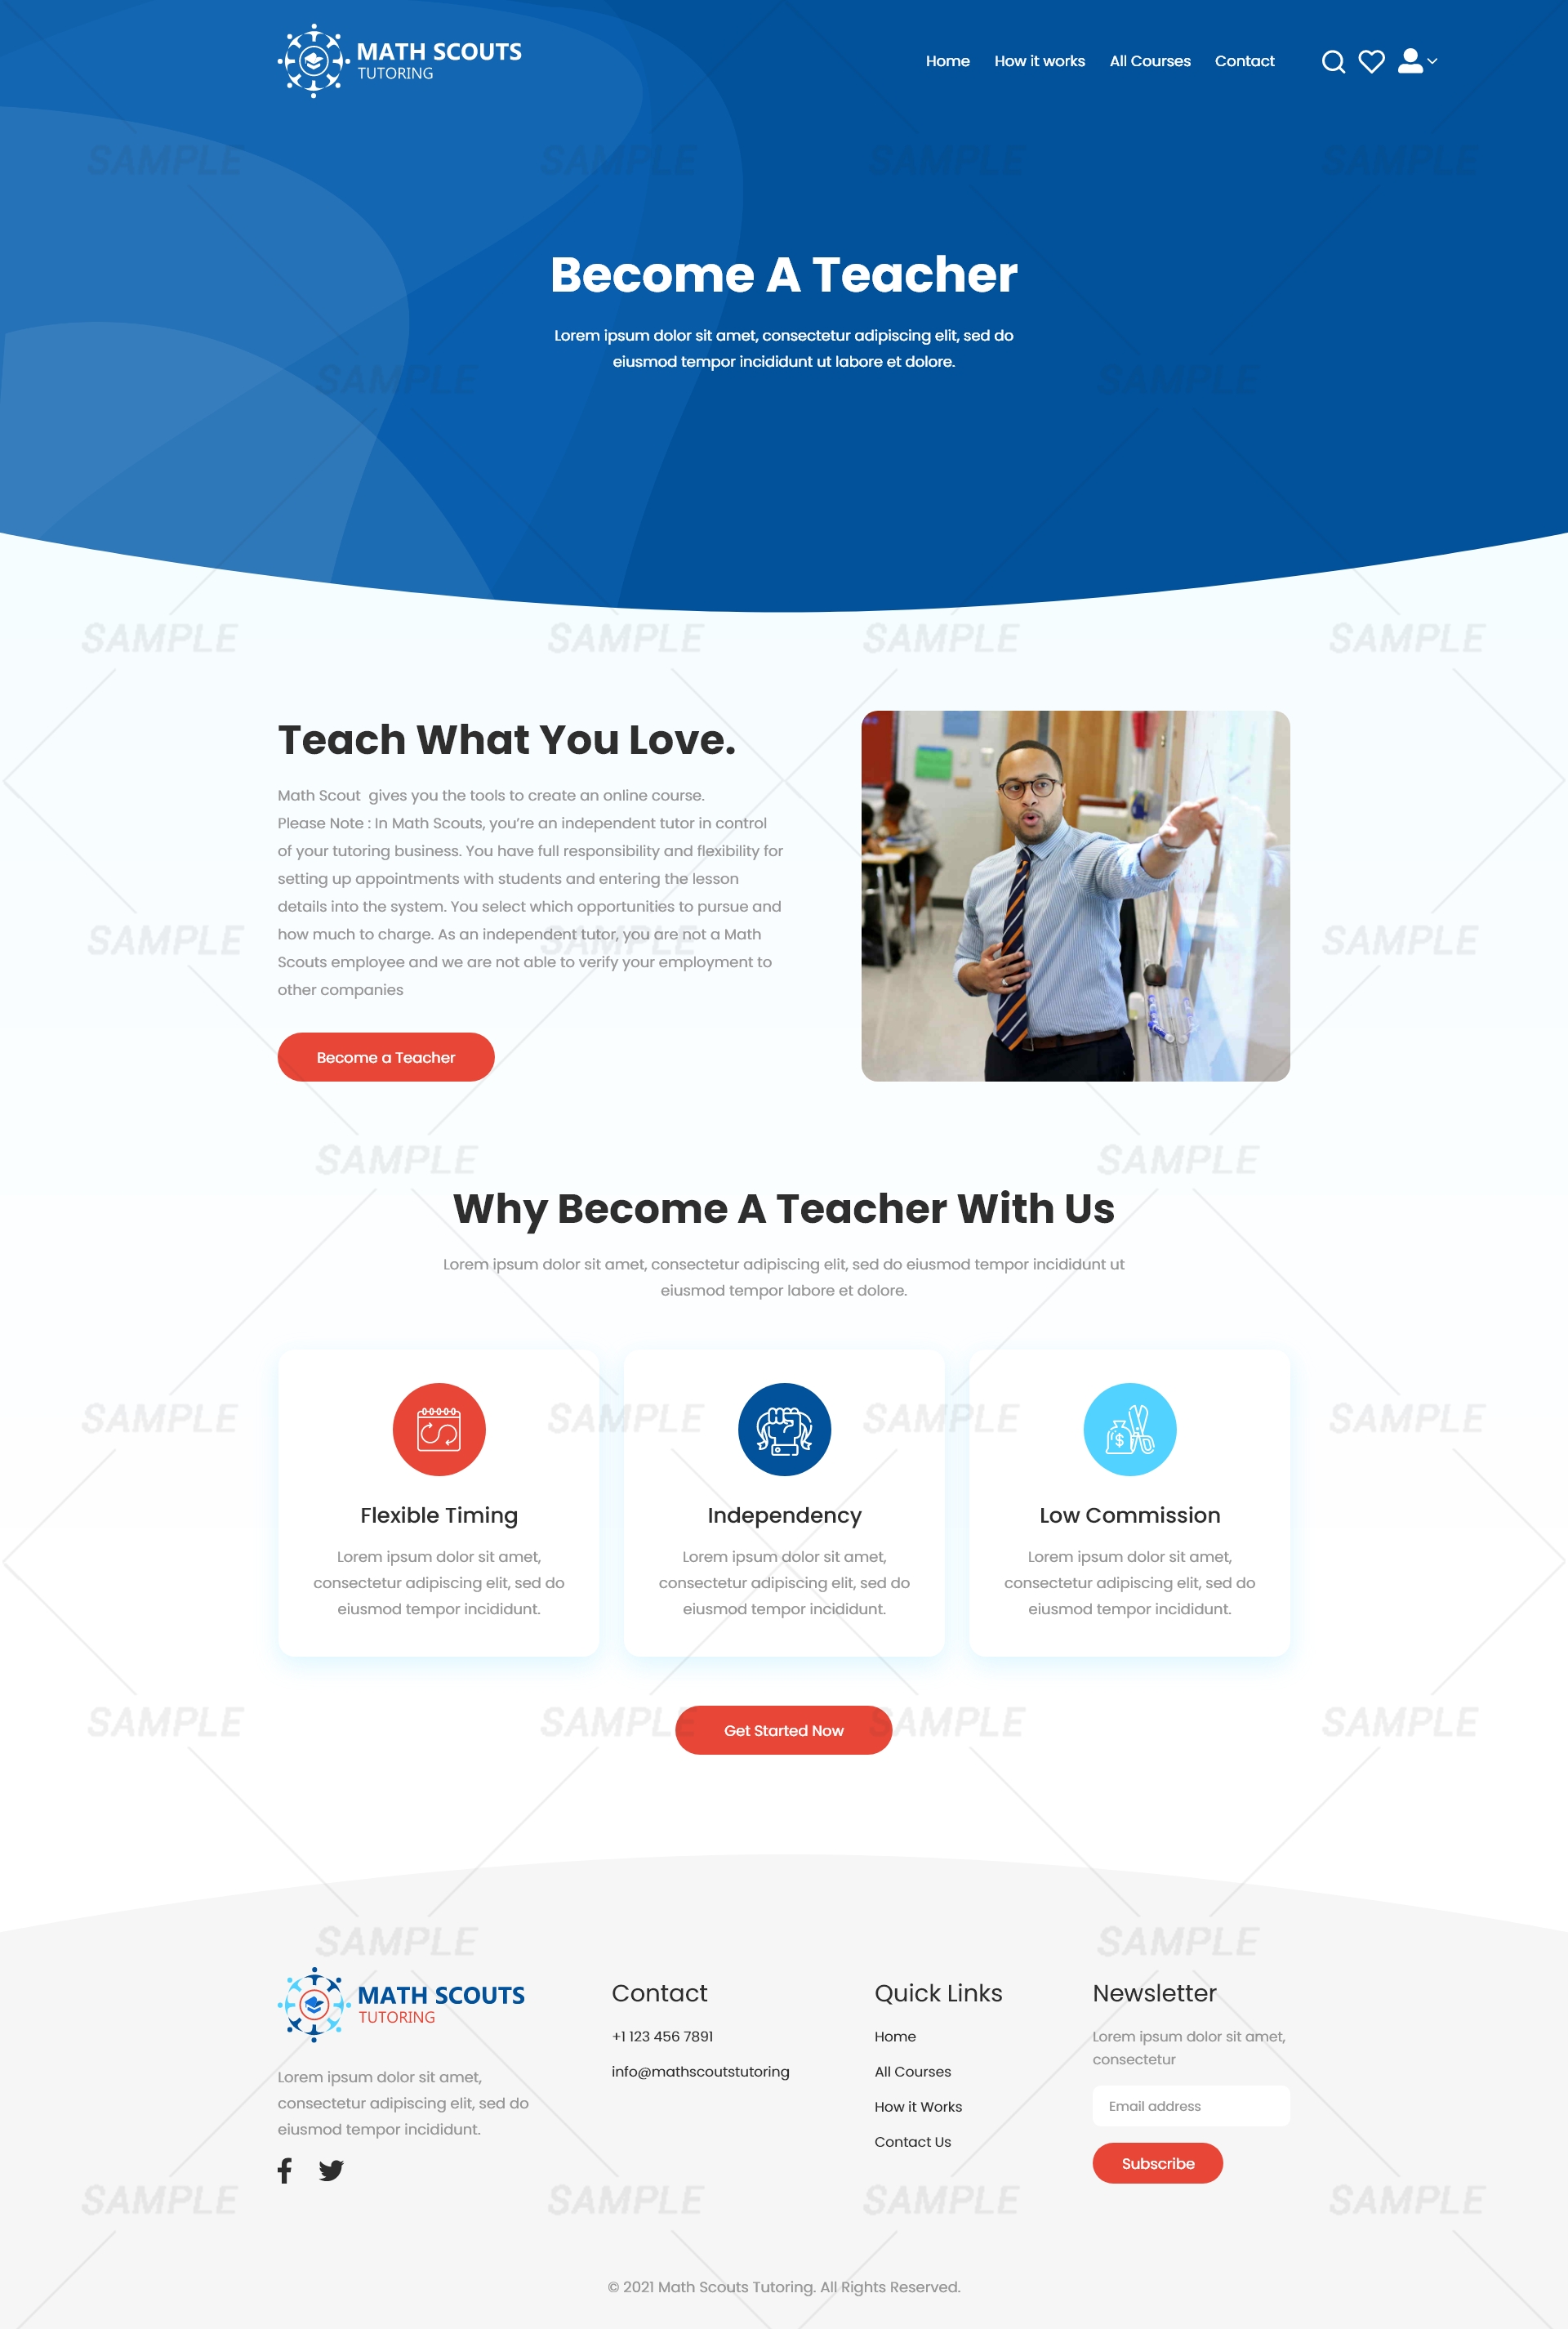 MATH SCOUTS
TUTORING
Home How it works All Courses Contact
SAMPLE SAMPLE SAMPLE SAMPLE
Become A Teacher
Lorem ipsum dolor sit amet, consectetur adipiscing elit, sed do
eiusmod tempor incididunt ut labore et dolore.
SAMPLE SAMPLE
SAMPLE SAMPLE SAMPLE SAMPLE
Teach What You Love.
Math Scout gives you the tools to create an online course.
Please Note : In Math Scouts, you're an independent tutor in control
of your tutoring business. You have full responsibility and flexibility for
setting up appointments with students and entering the lesson
details into the system. You select which opportunities to pursue and
how much to charge. As an independent tutor, you are not a Math
Scouts employee and we are not able to verify your employment to
other companies
SAMPLE SAMPLE SAMPLE
Become a Teacher
SAMPLE SAMPLE
Why Become A Teacher With Us
Lorem ipsum dolor sit amet, consectetur adipiscing elit, sed do eiusmod tempor incididunt ut
eiusmod tempor labore et dolore.
SAMPLE SAMPLE SAMPLE SAMPLE
Flexible Timing
Lorem ipsum dolor sit amet,
consectetur adipiscing elit, sed do
eiusmod tempor incididunt.
Independency
Lorem ipsum dolor sit amet,
consectetur adipiscing elit, sed do
eiusmod tempor incididunt.
Low Commission
Lorem ipsum dolor sit amet,
consectetur adipiscing elit, sed do
eiusmod tempor incididunt.
SAMPLE SAMPLE SAMPLE SAMPLE
Get Started Now
SAMPLE SAMPLE
MATH SCOUTS
TUTORING
Lorem ipsum dolor sit amet,
consectetur adipiscing elit, sed do
eiusmod tempor incididunt.
Contact
+1 123 456 7891
info@mathscoutstutoring
Quick Links
Home
All Courses
How it Works
Contact Us
Newsletter
Lorem ipsum dolor sit amet,
consectetur
Email address
Subscribe
SAMPLE SAMPLE SAMPLE SAMPLE
© 2021 Math Scouts Tutoring. All Rights Reserved.